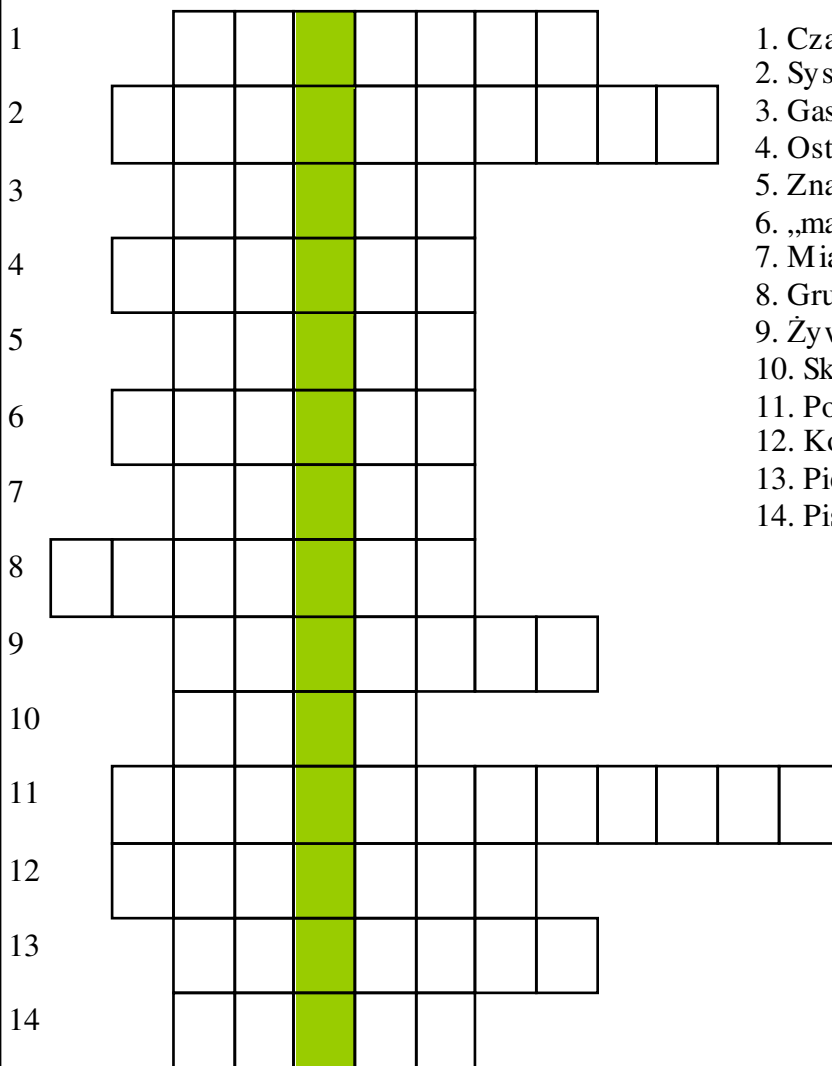 1
2
3
4
5
6
7
8
9
10
11
12
13
14
1. Cza
2. Sys
3. Gas
4. Ost
5. Zna
6. „ma
7. Mia
8. Gru
9. Żyw
10. Sk
11. Po
12. Ko
13. Pie
14. Pis